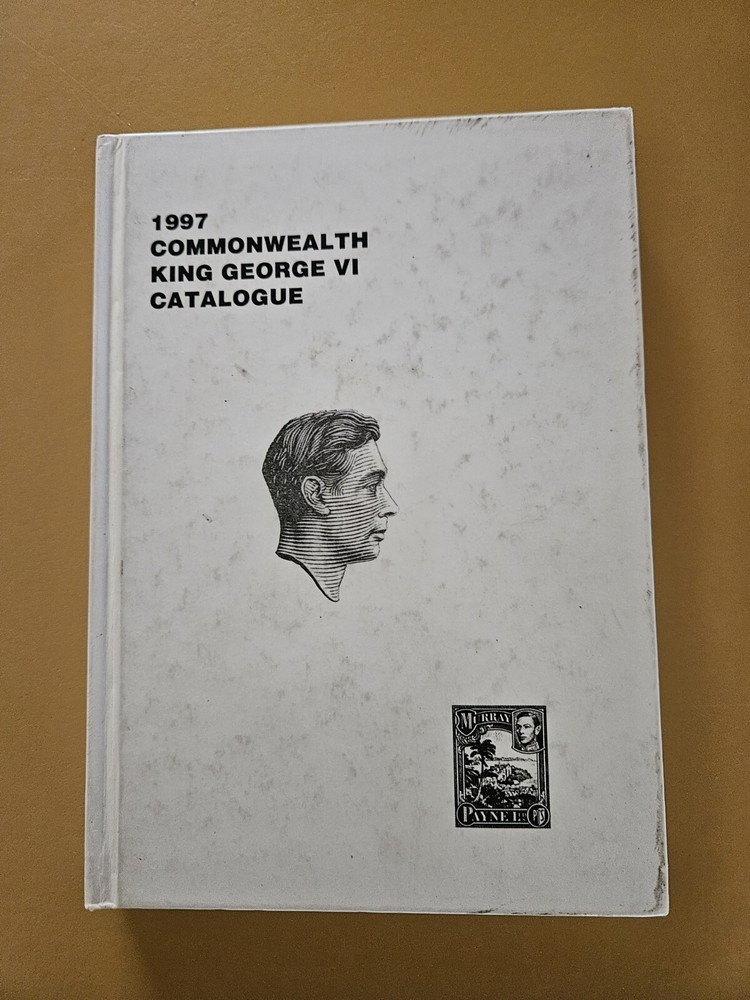 1997
COMMONWEALTH
KING GEORGE VI
CATALOGUE
MURRAY
PAYNE LTD